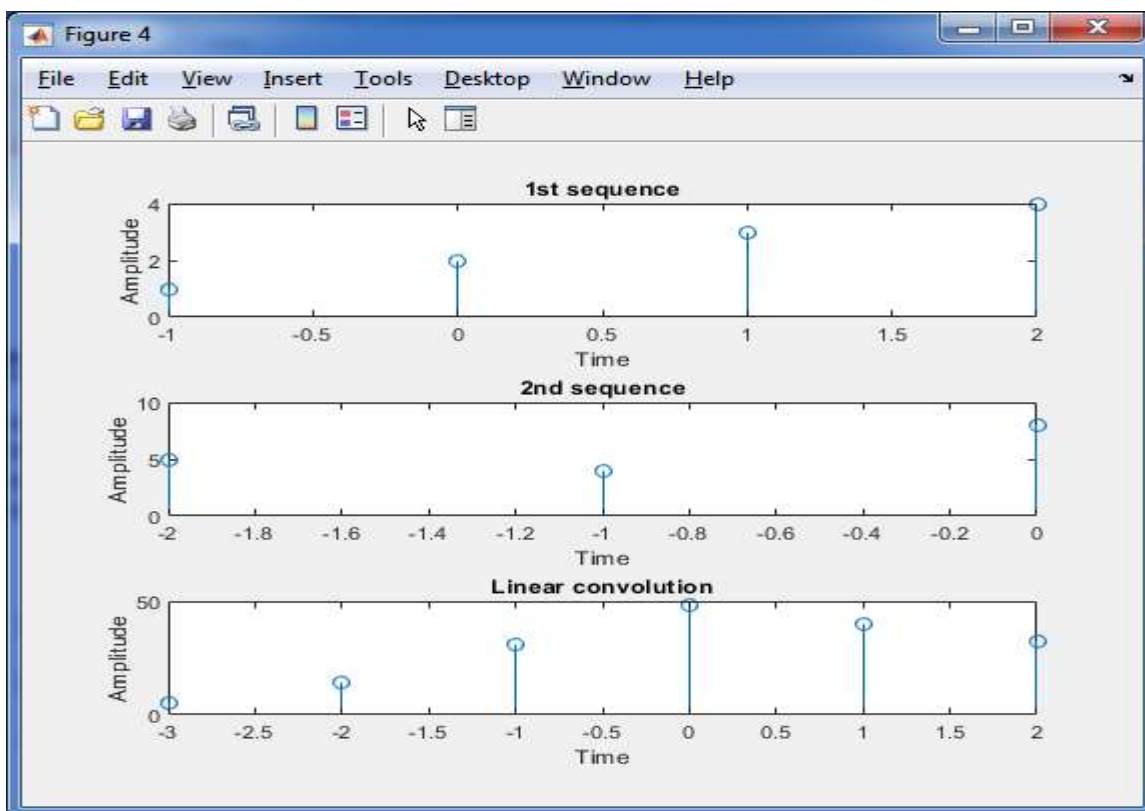 Figure 4
File Edit View Insert Tools Desktop Window Help
1st sequence
4
2
0
Amplitude
-1 -0.5 0 0.5 1 1.5 2
Time
2nd sequence
10
5
0
Amplitude
-2 -1.8 -1.6 -1.4 -1.2 -1 -0.8 -0.6 -0.4 -0.2 0
Time
Linear convolution
50
0
Amplitude
-3 -2.5 -2 -1.5 -1 -0.5 0 0.5 1 2
Time